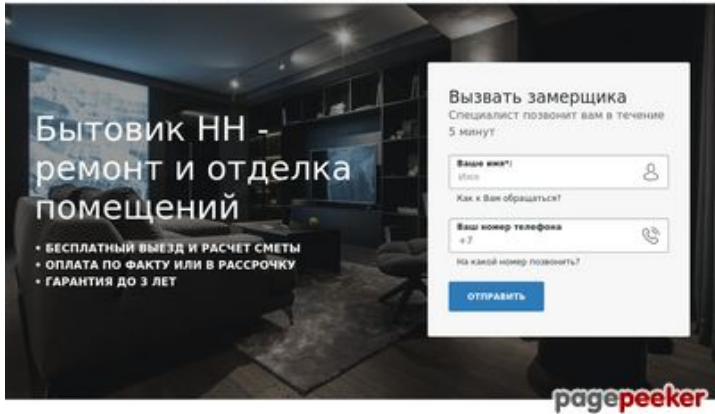 Бытовик НН -
ремонт и отделка
помещений
• БЕСПЛАТНЫЙ ВЫЕЗД И РАСЧЕТ СМЕТЫ
• ОПЛАТА ПО ФАКТУ ИЛИ В РАССРОЧКУ
• ГАРАНТИЯ ДО 3 ЛЕТ
Вызвать замерщика
Специалист позвонит вам в течение
5 минут
Ваше имя*:
Имя
Как к Вам обращаться?
Ваш номер телефона
+7
На какой номер позвонить?
ОТПРАВИТЬ
pagepeeker